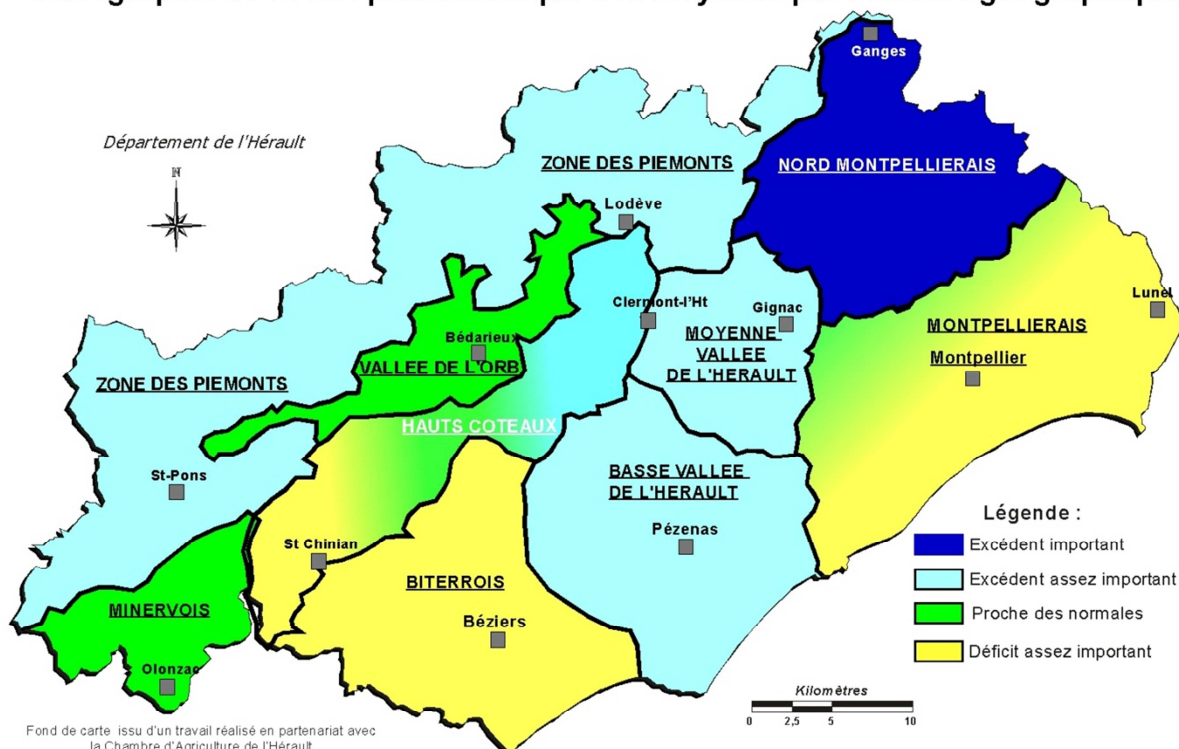 Département de l'Hérault
N
Ganges
ZONE DES PIEMONTS
NORD MONTPELLIERAIS
Lodève
Clermont-l'Ht
Gignac
Lunel
MOYENNE
VALLEE
DE L'HERAULT
MONTPELLIERAIS
Montpellier
Bédarieux
VALLEE DE L'ORB
ZONE DES PIEMONTS
HAUTS COTEAUX
St-Pons
BASSE VALLEE
DE L'HERAULT
Pézenas
St Chinian
BITERROIS
Béziers
MINERVOIS
Olonzac
Légende :
Excédent important
Excédent assez important
Proche des normales
Déficit assez important
Kilomètres
0 2,5 5 10
Fond de carte issu d'un travail réalisé en partenariat avec
la Chambre d'Agriculture de l'Hérault